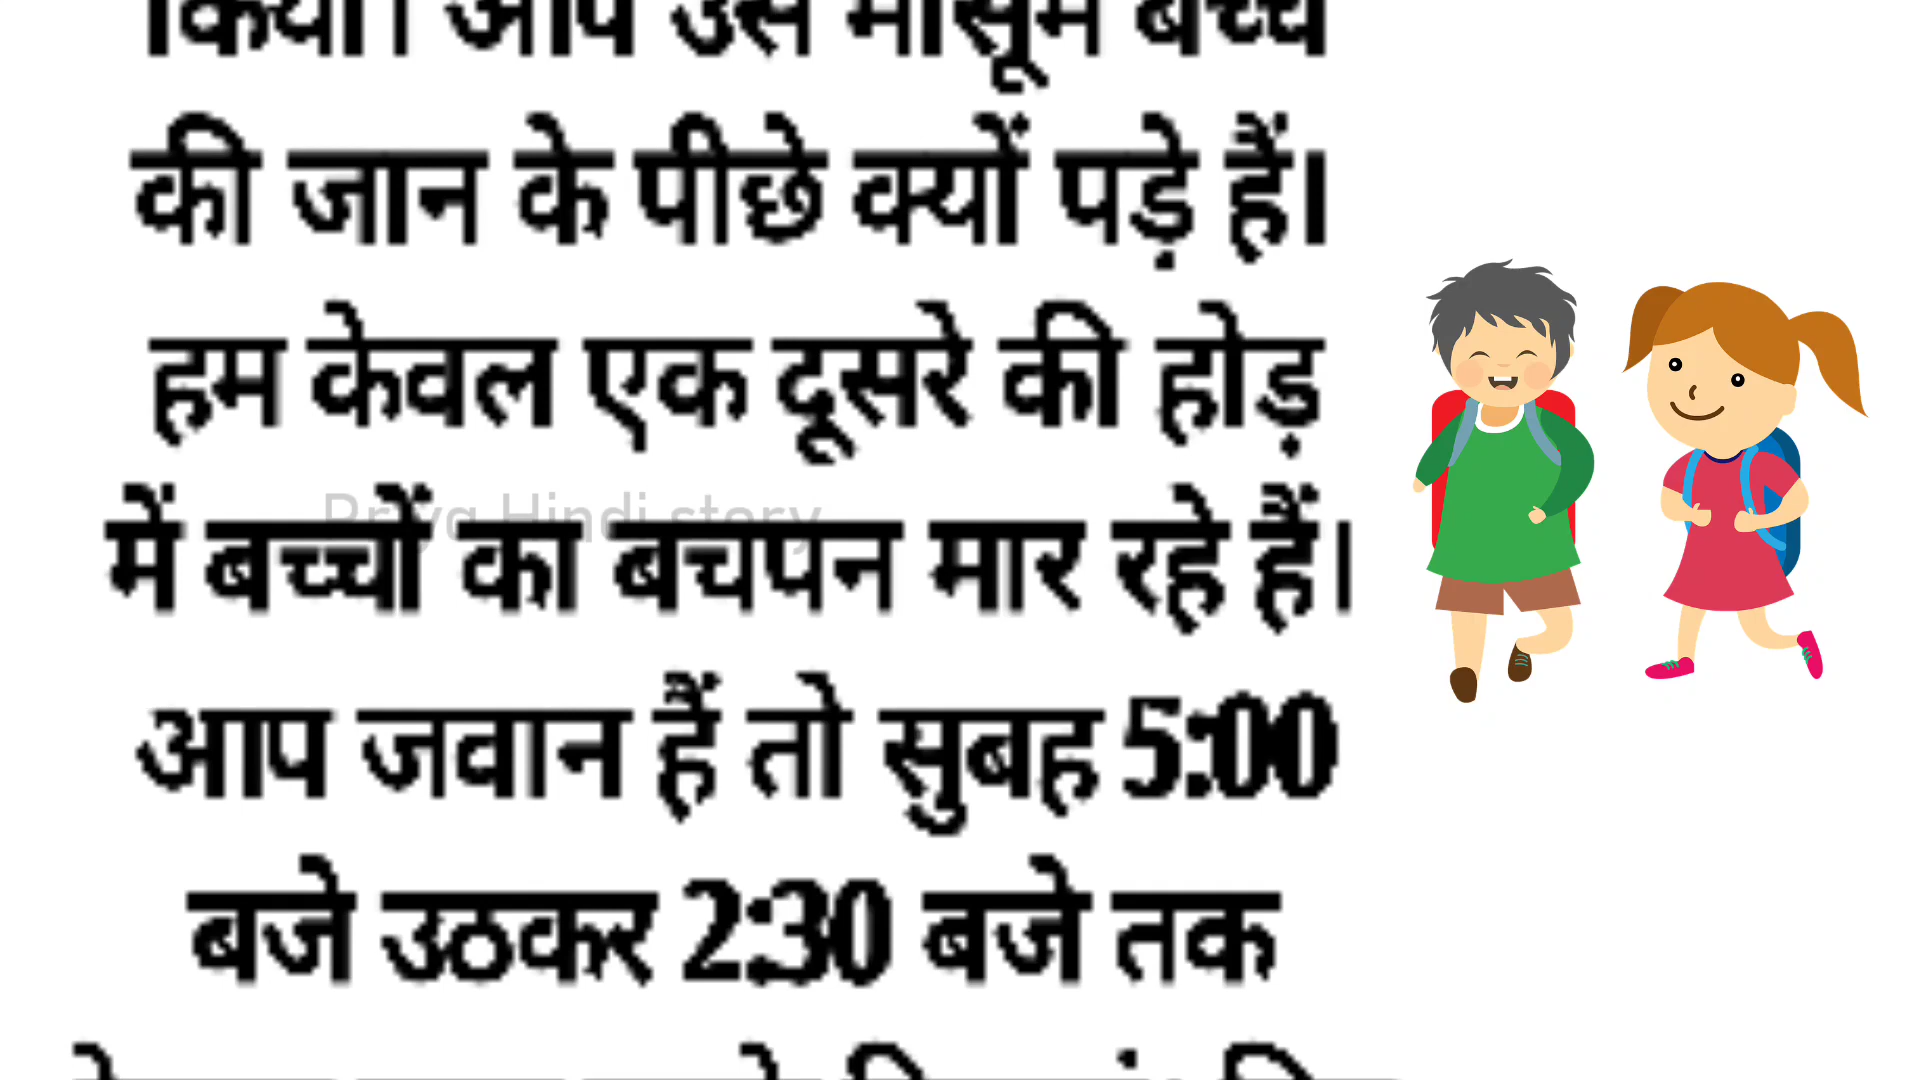 किया। आप उस मासूम बच्चे
की जान के पीछे क्यों पड़े हैं।
हम केवल एक दूसरे की होड़
में बच्चों का बचपन मार रहे हैं।
Priya Hindi story
आप जवान हैं तो सुबह 5:00
बजे उठकर 2:30 बजे तक